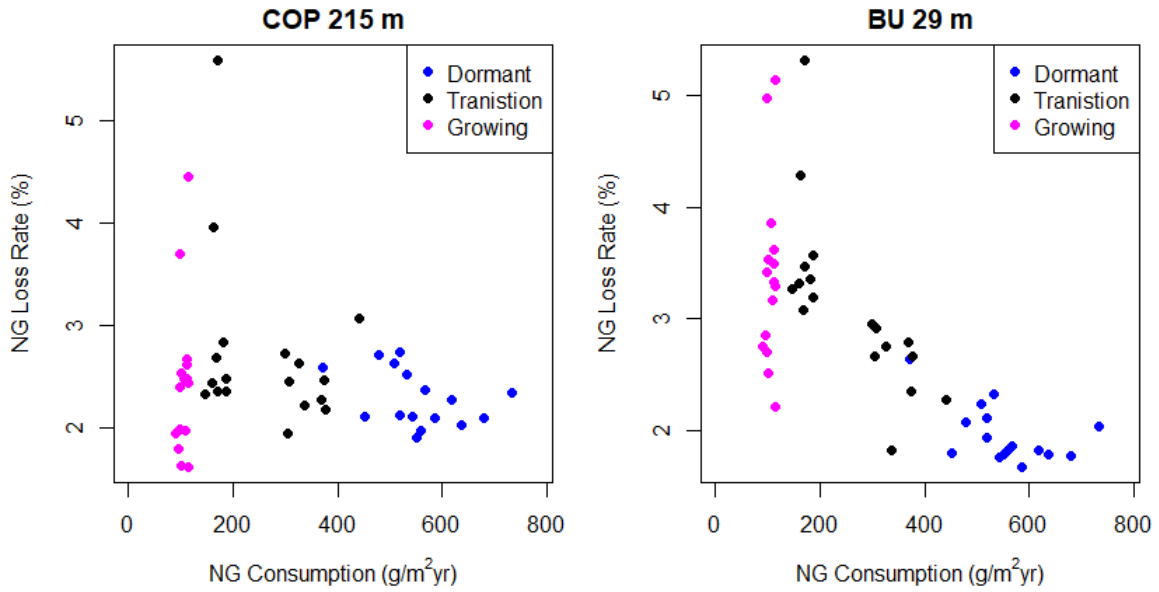 COP 215 m
Dormant
Tranistion
Growing
NG Loss Rate (%)
5
4
3
2
0
200
400
600
800
NG Consumption (g/m²yr)
BU 29 m
Dormant
Tranistion
Growing
NG Loss Rate (%)
5
4
3
2
0
200
400
600
800
NG Consumption (g/m²yr)